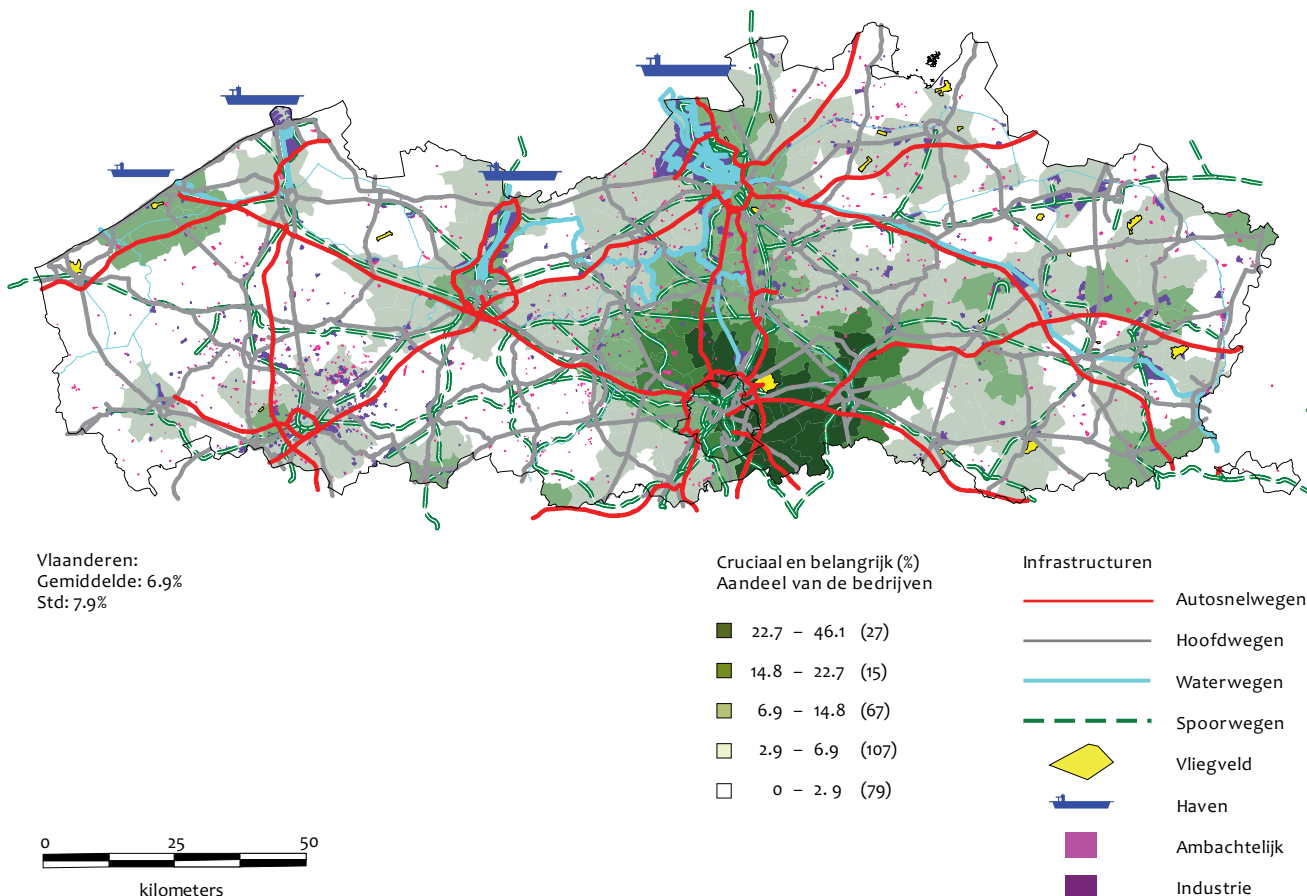 Vlaanderen:
Gemiddelde: 6.9%
Std: 7.9%
Cruciaal en belangrijk (%)
Aandeel van de bedrijven
22.7 – 46.1 (27)
14.8 – 22.7 (15)
6.9 – 14.8 (67)
2.9 – 6.9 (107)
0 – 2. 9 (79)
Infrastructuren
Autosnelwegen
Hoofdwegen
Waterwegen
Spoorwegen
Vliegveld
Haven
Ambachtelijk
Industrie
0 25 50
kilometers